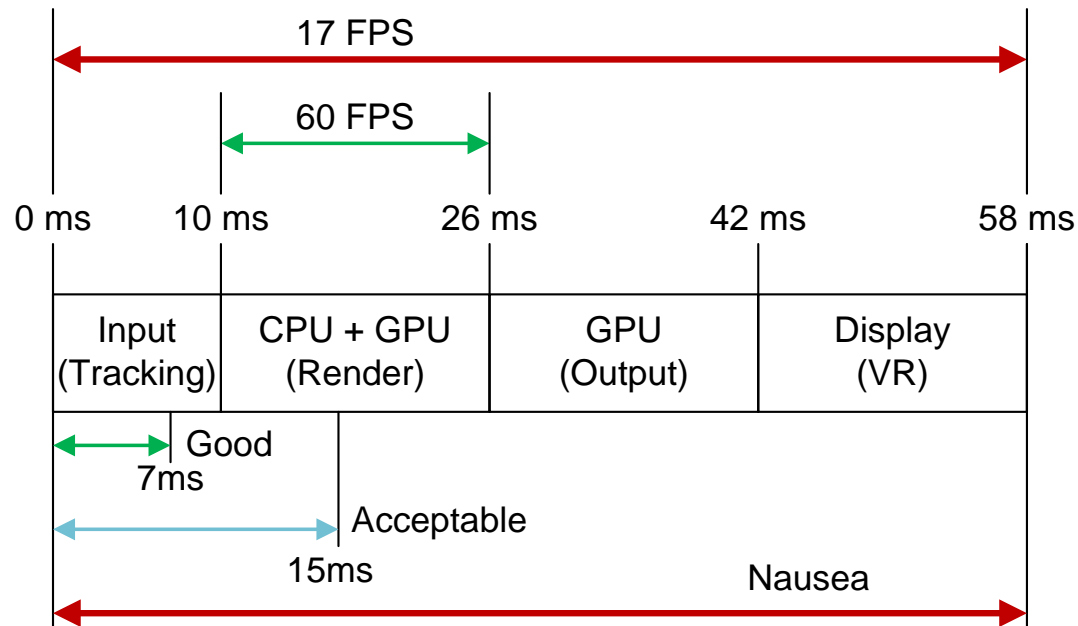 17 FPS
60 FPS
0 ms
10 ms
26 ms
42 ms
58 ms
Input
(Tracking)
CPU + GPU
(Render)
GPU
(Output)
Display
(VR)
Good
7ms
Acceptable
15ms
Nausea